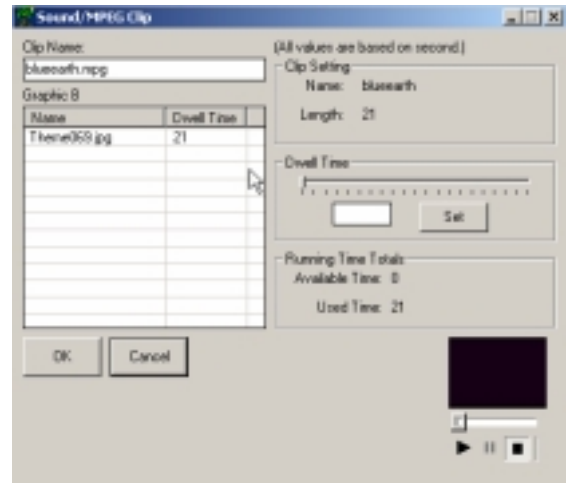 Sound/MPEG Clip
Clip Name:
blueearth.mpg
Graphic B
Name Dwell Time
Theme069.jpg 21
OK Cancel
(All values are based on second.)
Clip Setting
Name: blueearth
Length: 21
Dwell Time
Set
Running Time Totals
Available Time: 0
Used Time: 21